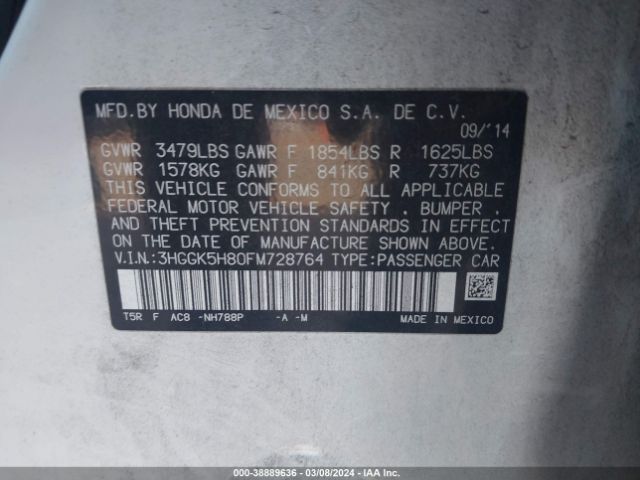 MFD.BY HONDA DE MEXICO S.A. DE C.V.
09/'14
GVWR 3479LBS GAWR F 1854LBS R 1625LBS
GVWR 1578KG GAWR F 841KG R 737KG
THIS VEHICLE CONFORMS TO ALL APPLICABLE
FEDERAL MOTOR VEHICLE SAFETY , BUMPER ,
AND THEFT PREVENTION STANDARDS IN EFFECT
ON THE DATE OF MANUFACTURE SHOWN ABOVE.
V.I.N.:3HGGK5H80FM728764 TYPE:PASSENGER CAR
T5R F AC8 -NH788P -A -M MADE IN MEXICO
000-38889636 - 03/08/2024 - IAA Inc.